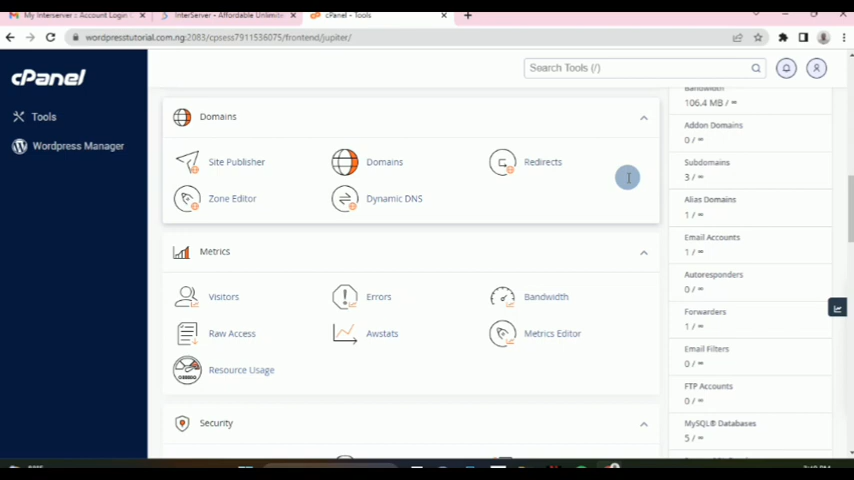 My Interserver : Account Login
InterServer - Affordable Unlimite
cPanel - Tools
wordpresstutorial.com.ng:2083/cpsess7911536075/frontend/jupiter/
cPanel
Search Tools (/)
Tools
Wordpress Manager
Domains
Site Publisher
Domains
Redirects
Zone Editor
Dynamic DNS
Metrics
Visitors
Errors
Bandwidth
Raw Access
Awstats
Metrics Editor
Resource Usage
Security
Bandwidth
106.4 MB / ∞
Addon Domains
0 / ∞
Subdomains
3 / ∞
Alias Domains
1 / ∞
Email Accounts
1 / ∞
Autoresponders
0 / ∞
Forwarders
1 / ∞
Email Filters
0 / ∞
FTP Accounts
0 / ∞
MySQL® Databases
5 / ∞